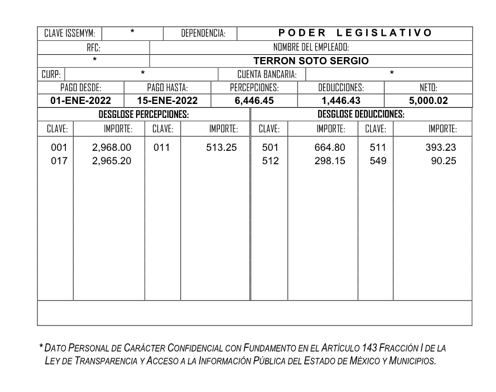 CLAVE ISSEMYM: * DEPENDENCIA: PODER LEGISLATIVO
RFC: NOMBRE DEL EMPLEADO:
* TERRON SOTO SERGIO
CURP: * CUENTA BANCARIA: *
PAGO DESDE: PAGO HASTA: PERCEPCIONES: DEDUCCIONES: NETO:
01-ENE-2022 15-ENE-2022 6,446.45 1,446.43 5,000.02
DESGLOSE PERCEPCIONES: DESGLOSE DEDUCCIONES:
CLAVE: IMPORTE: CLAVE: IMPORTE: CLAVE: IMPORTE: CLAVE: IMPORTE:
001 2,968.00 011 513.25 501 664.80 511 393.23
017 2,965.20 512 298.15 549 90.25
* DATO PERSONAL DE CARÁCTER CONFIDENCIAL CON FUNDAMENTO EN EL ARTÍCULO 143 FRACCIÓN I DE LA
LEY DE TRANSPARENCIA Y ACCESO A LA INFORMACIÓN PÚBLICA DEL ESTADO DE MÉXICO Y MUNICIPIOS.